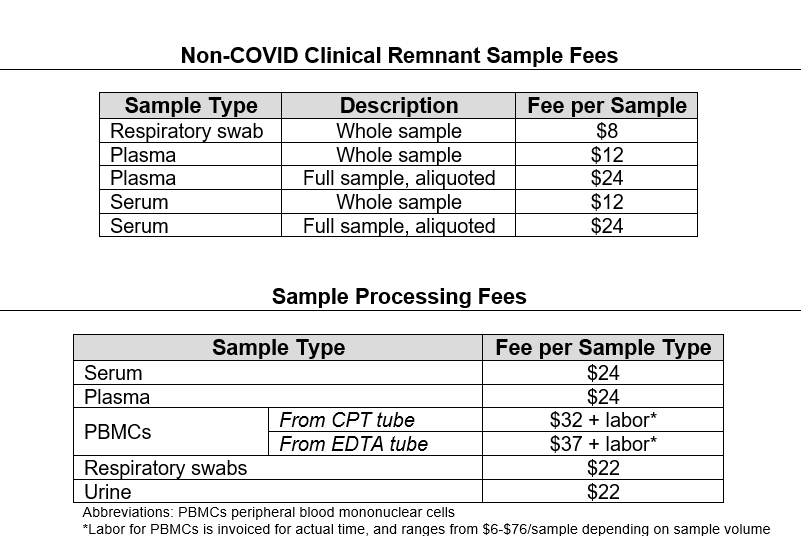 Non-COVID Clinical Remnant Sample Fees
Sample Type Description Fee per Sample
Respiratory swab Whole sample $8
Plasma Whole sample $12
Plasma Full sample, aliquoted $24
Serum Whole sample $12
Serum Full sample, aliquoted $24
Sample Processing Fees
Sample Type Fee per Sample Type
Serum $24
Plasma $24
PBMCs From CPT tube $32 + labor*
From EDTA tube $37 + labor*
Respiratory swabs $22
Urine $22
Abbreviations: PBMCs peripheral blood mononuclear cells
*Labor for PBMCs is invoiced for actual time, and ranges from $6-$76/sample depending on sample volume